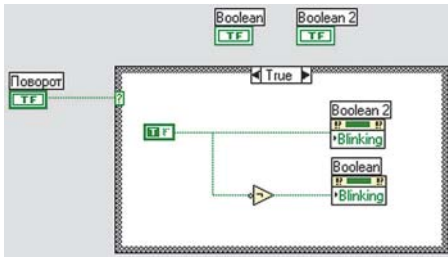 Boolean
Boolean 2
TF
TF
Поворот
TF
True
?
TF
Boolean 2
Blinking
Boolean
Blinking